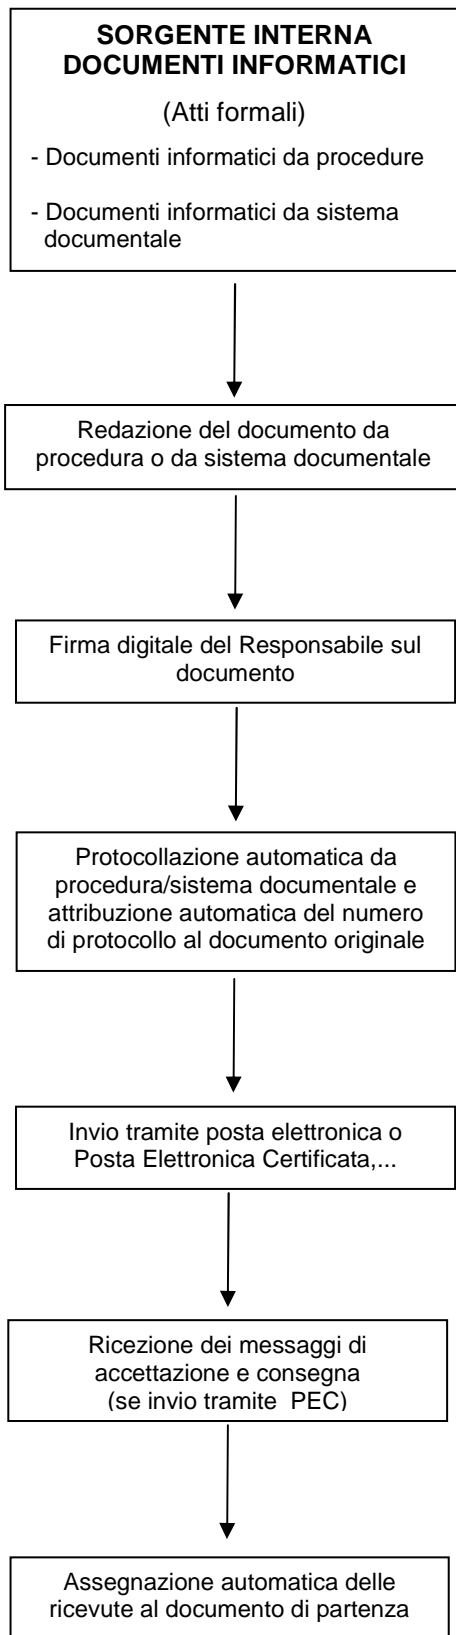 SORGENTE INTERNA
DOCUMENTI INFORMATICI
(Atti formali)
- Documenti informatici da procedure
- Documenti informatici da sistema
documentale
Redazione del documento da
procedura o da sistema documentale
Firma digitale del Responsabile sul
documento
Protocollazione automatica da
procedura/sistema documentale e
attribuzione automatica del numero
di protocollo al documento originale
Invio tramite posta elettronica o
Posta Elettronica Certificata,...
Ricezione dei messaggi di
accettazione e consegna
(se invio tramite PEC)
Assegnazione automatica delle
ricevute al documento di partenza